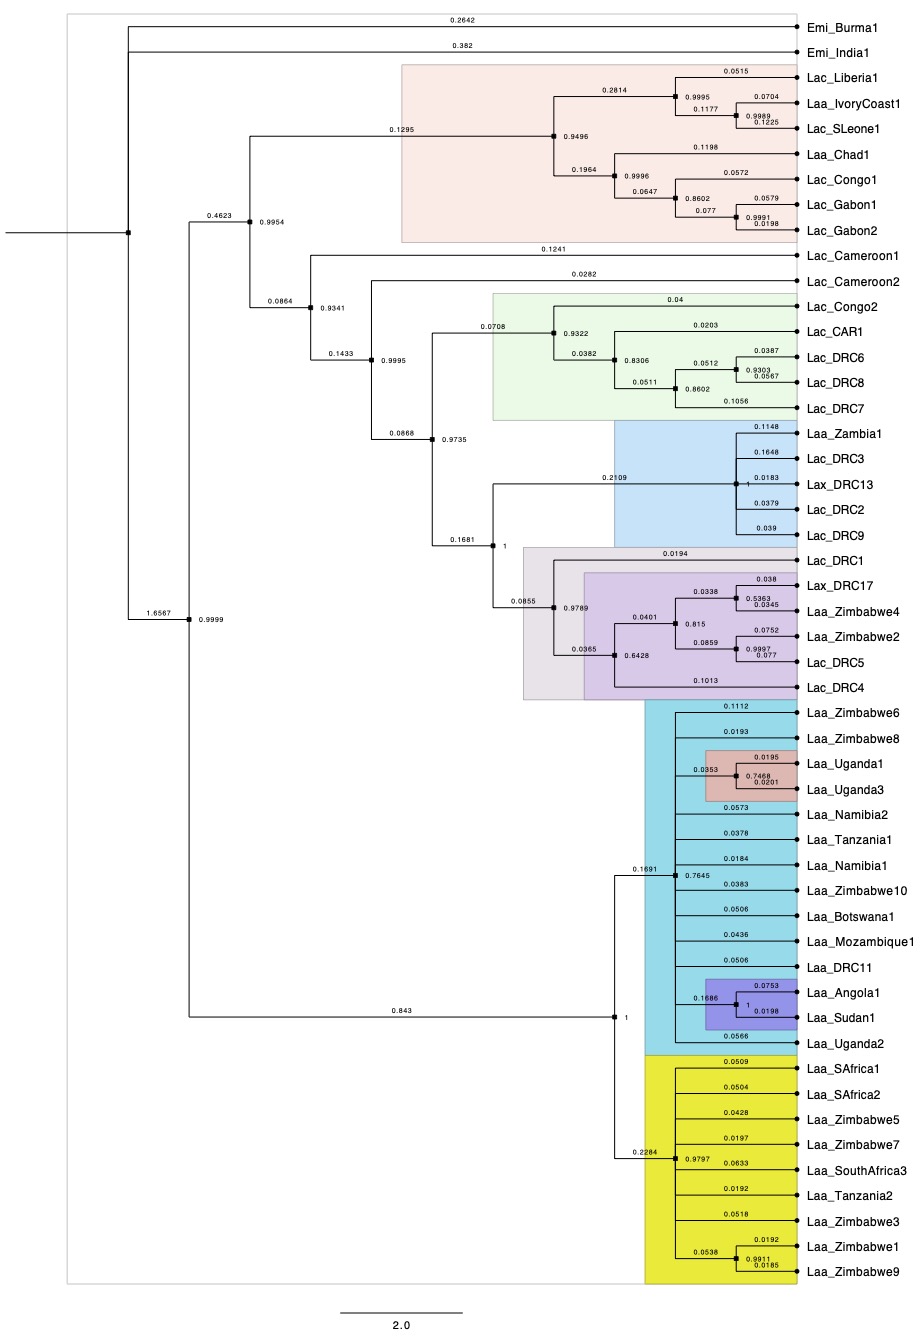 0.2642
Emi_Burma1
0.382
Emi_India1
0.0515
Lac_Liberia1
0.2814
0.9995
0.0704
Laa_IvoryCoast1
0.1177
0.9989
0.1225
Lac_SLeone1
0.1295
0.9496
0.1198
Laa_Chad1
0.1964
0.9996
0.0572
Lac_Congo1
0.0647
0.8602
0.0579
Lac_Gabon1
0.077
0.9991
0.0198
Lac_Gabon2
0.4623
0.9954
0.1241
Lac_Cameroon1
0.0864
0.9341
0.0282
Lac_Cameroon2
0.1433
0.9995
0.04
Lac_Congo2
0.0708
0.9322
0.0203
Lac_CAR1
0.0382
0.8306
0.0387
Lac_DRC6
0.0512
0.9303
0.0567
Lac_DRC8
0.0511
0.8602
0.1056
Lac_DRC7
0.0868
0.9735
0.1148
Laa_Zambia1
0.1648
Lac_DRC3
0.2109
1
0.0183
Lax_DRC13
0.0379
Lac_DRC2
0.039
Lac_DRC9
0.1681
1
0.0194
Lac_DRC1
0.0855
0.9789
0.038
Lax_DRC17
0.0338
0.5363
0.0345
Laa_Zimbabwe4
0.0401
0.815
0.0752
Laa_Zimbabwe2
0.0859
0.9997
0.077
Lac_DRC5
0.0365
0.6428
0.1013
Lac_DRC4
1.6567
0.9999
0.1112
Laa_Zimbabwe6
0.0193
Laa_Zimbabwe8
0.0195
Laa_Uganda1
0.0353
0.7468
0.0201
Laa_Uganda3
0.0573
Laa_Namibia2
0.0378
Laa_Tanzania1
0.0184
Laa_Namibia1
0.1691
0.7645
0.0383
Laa_Zimbabwe10
0.0506
Laa_Botswana1
0.0436
Laa_Mozambique1
0.0506
Laa_DRC11
0.0753
Laa_Angola1
0.1686
1
0.0198
Laa_Sudan1
0.843
1
0.0566
Laa_Uganda2
0.0509
Laa_SAfrica1
0.0504
Laa_SAfrica2
0.0428
Laa_Zimbabwe5
0.0197
Laa_Zimbabwe7
0.2284
0.9797
0.0633
Laa_SouthAfrica3
0.0192
Laa_Tanzania2
0.0518
Laa_Zimbabwe3
0.0192
Laa_Zimbabwe1
0.0538
0.9911
0.0185
Laa_Zimbabwe9
2.0